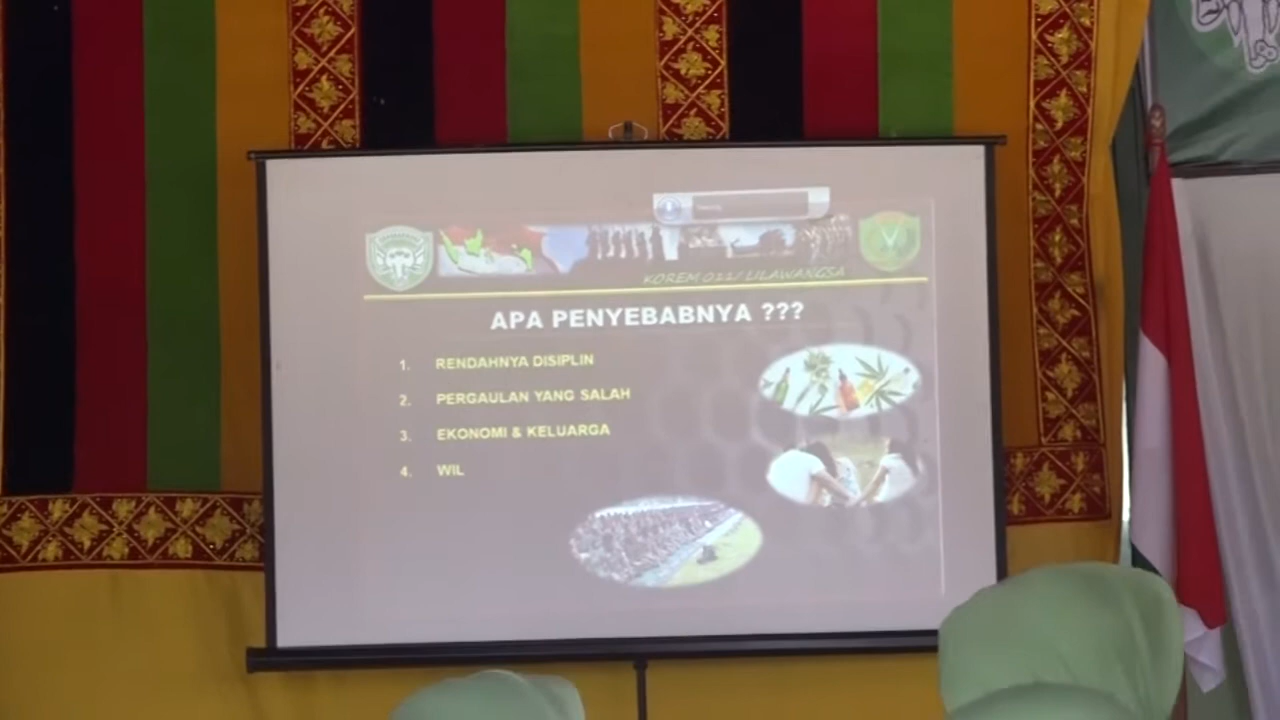 KOREM 011/ LILAWANGSA
APA PENYEBABNYA ???
1. RENDAHNYA DISIPLIN
2. PERGAULAN YANG SALAH
3. EKONOMI & KELUARGA
4. WIL